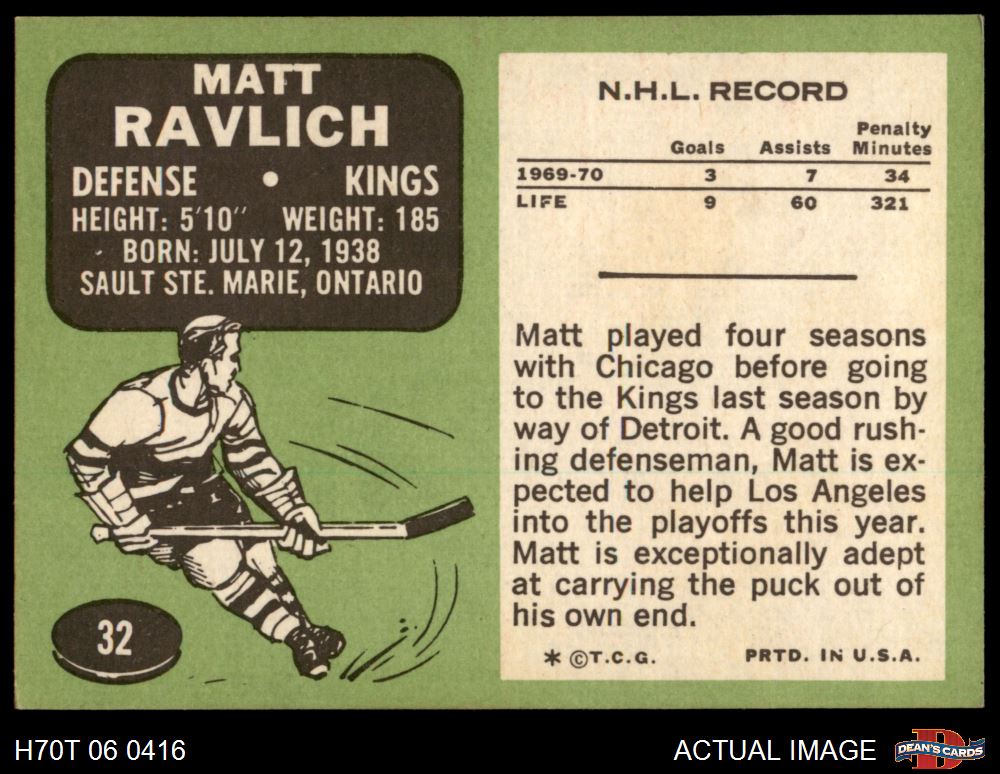 MATT
RAVLICH
DEFENSE • KINGS
HEIGHT: 5'10" WEIGHT: 185
BORN: JULY 12, 1938
SAULT STE. MARIE, ONTARIO
32
N.H.L. RECORD
Goals Assists Penalty Minutes
1969-70 3 7 34
LIFE 9 60 321
Matt played four seasons
with Chicago before going
to the Kings last season by
way of Detroit. A good rush-
ing defenseman, Matt is ex-
pected to help Los Angeles
into the playoffs this year.
Matt is exceptionally adept
at carrying the puck out of
his own end.
* ©T.C.G. PRTD. IN U.S.A.
H70T 06 0416
ACTUAL IMAGE
D
DEAN'S CARDS